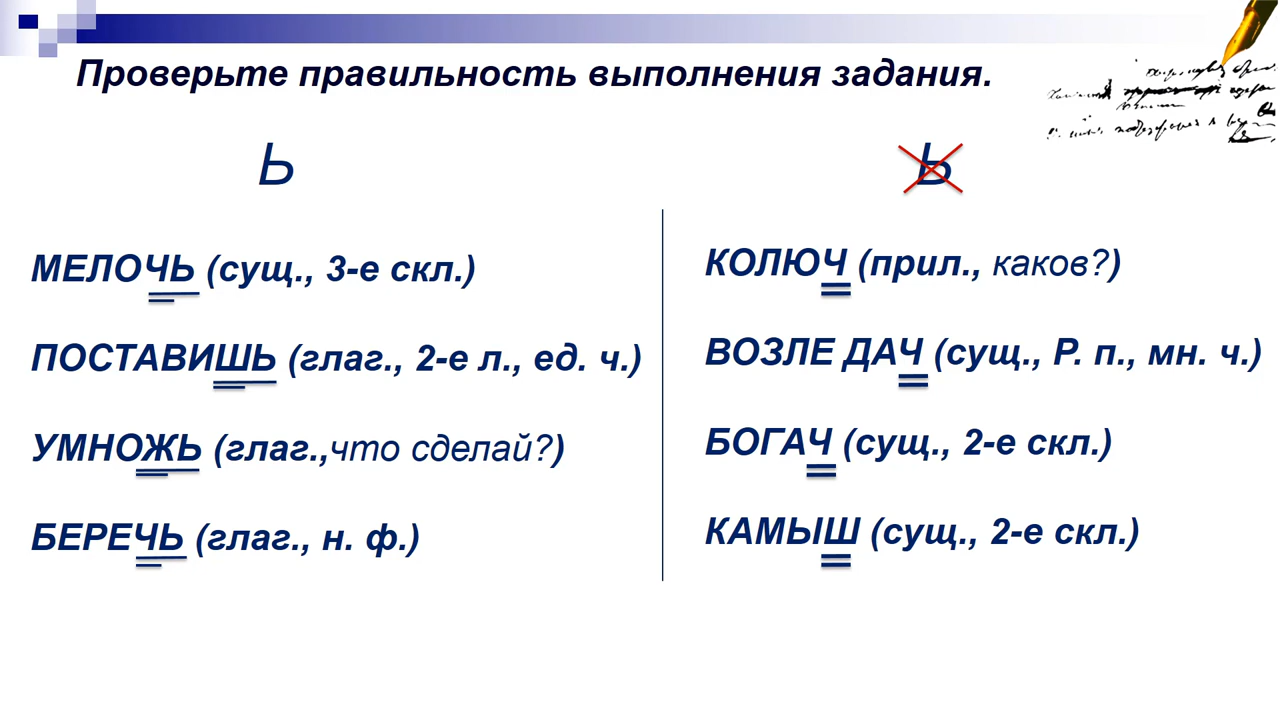 Проверьте правильность выполнения задания.
Ь
Ь
МЕЛОЧЬ (сущ., 3-е скл.)
ПОСТАВИШЬ (глаг., 2-е л., ед. ч.)
УМНОЖЬ (глаг.,что сделай?)
БЕРЕЧЬ (глаг., н. ф.)
КОЛЮЧ (прил., каков?)
ВОЗЛЕ ДАЧ (сущ., Р. п., мн. ч.)
БОГАЧ (сущ., 2-е скл.)
КАМЫШ (сущ., 2-е скл.)